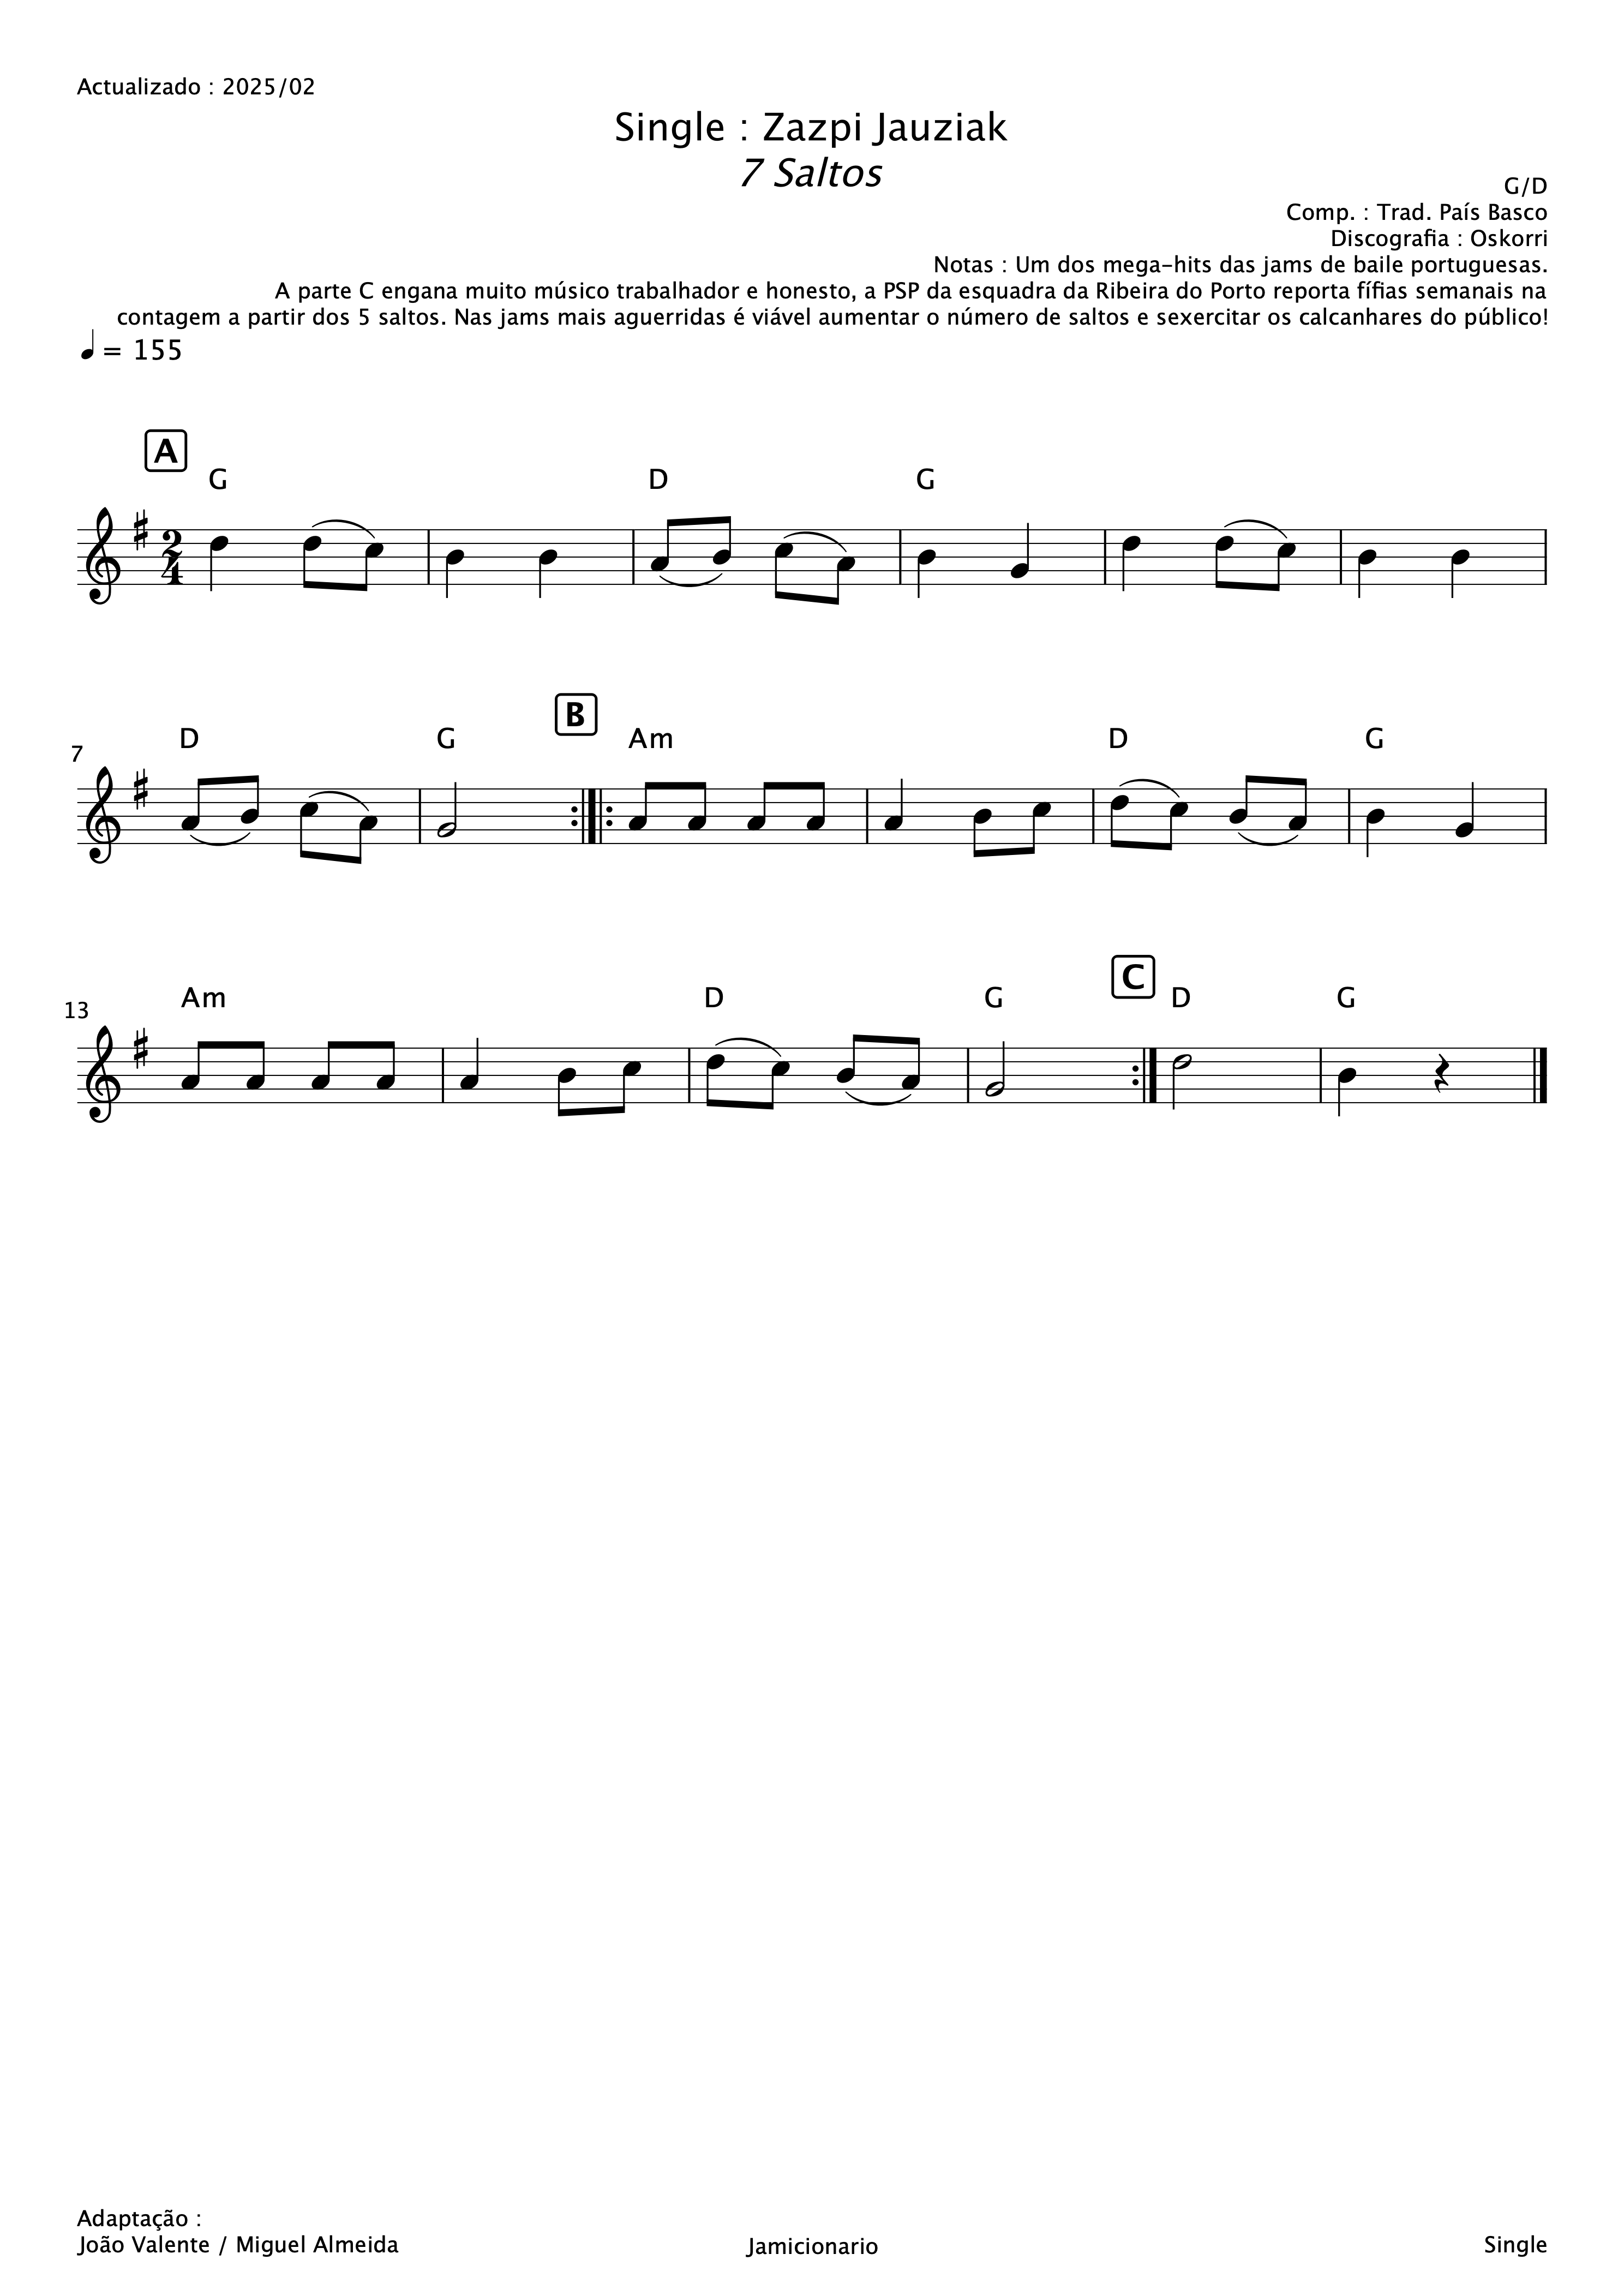 Actualizado : 2025/02
Single : Zazpi Jauziak
7 Saltos
G/D
Comp. : Trad. País Basco
Discografia : Oskorri
Notas : Um dos mega-hits das jams de baile portuguesas.
A parte C engana muito músico trabalhador e honesto, a PSP da esquadra da Ribeira do Porto reporta fífias semanais na
contagem a partir dos 5 saltos. Nas jams mais aguerridas é viável aumentar o número de saltos e sexercitar os calcanhares do público!
= 155
A
G D G
2
4
B
7 D G Am D G
C
13 Am D G D G
Adaptação :
João Valente / Miguel Almeida
Jamicionario
Single